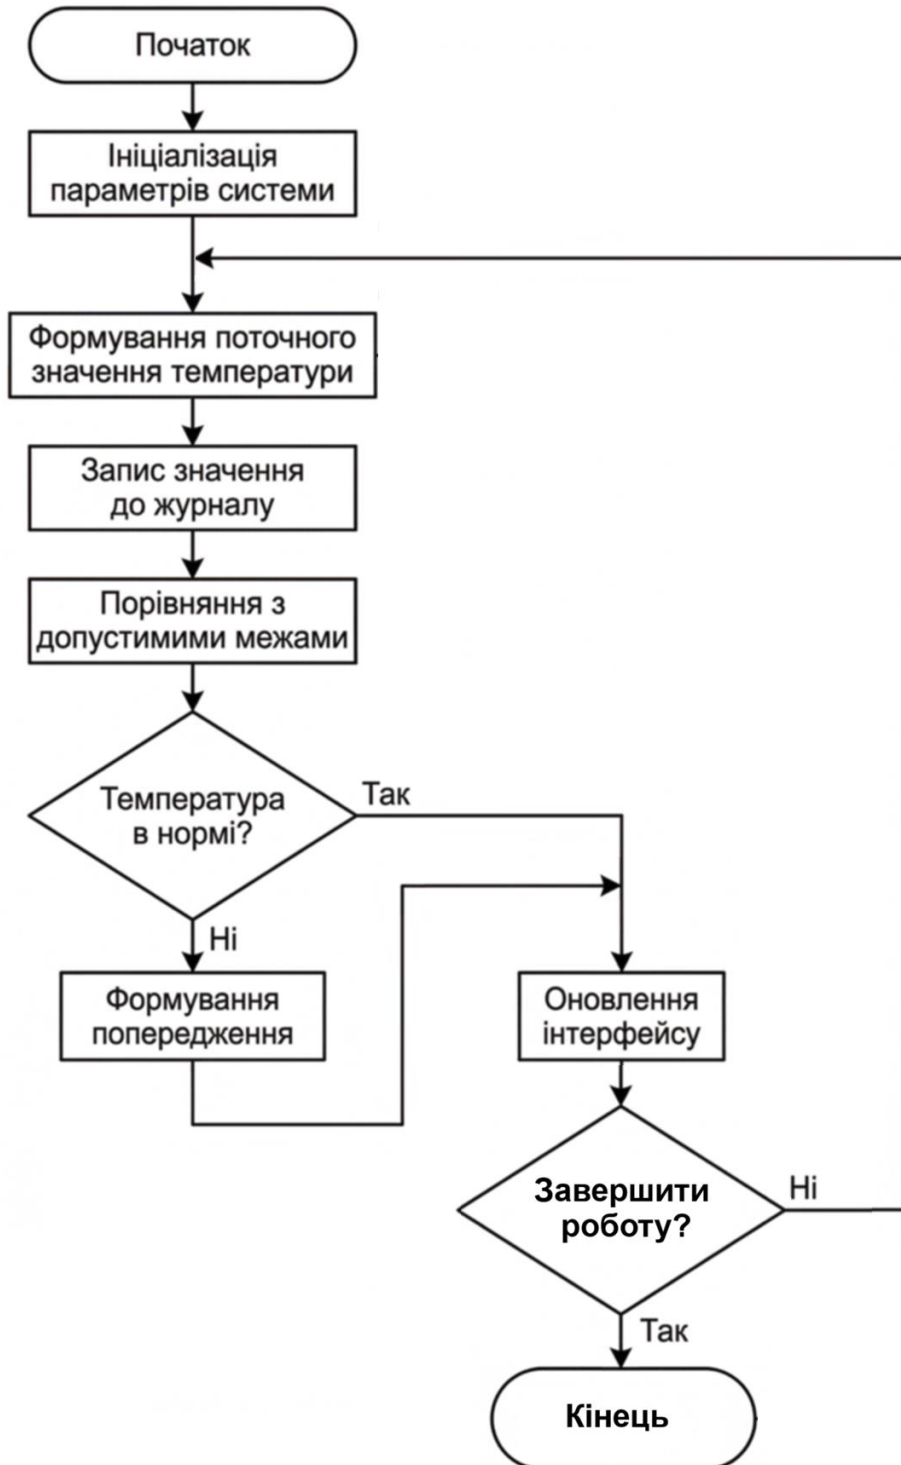 Початок
Ініціалізація
параметрів системи
Формування поточного
значення температури
Запис значення
до журналу
Порівняння з
допустимими межами
Температура
в нормі?
Так
Ні
Формування
попередження
Оновлення
інтерфейсу
Завершити
роботу?
Ні
Так
Кінець